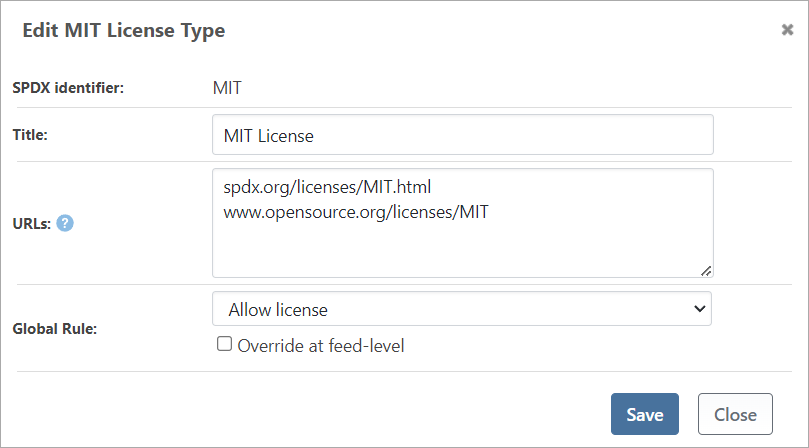 Edit MIT License Type
SPDX identifier: MIT
Title: MIT License
URLs: ? spdx.org/licenses/MIT.html
www.opensource.org/licenses/MIT
Global Rule: Allow license
Override at feed-level
Save Close